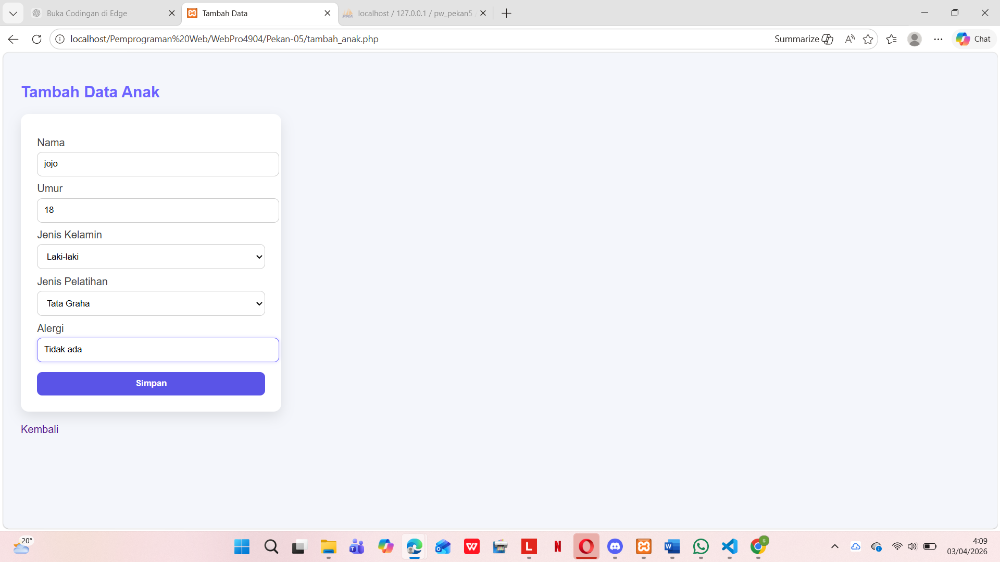 Buka Codingan di Edge
Tambah Data
localhost / 127.0.0.1 / pw_pekan5
localhost/Pemprograman%20Web/WebPro4904/Pekan-05/tambah_anak.php
Summarize
Chat
Tambah Data Anak
Nama
jojo
Umur
18
Jenis Kelamin
Laki-laki
Jenis Pelatihan
Tata Graha
Alergi
Tidak ada
Simpan
Kembali
20°
4:09
03/04/2026